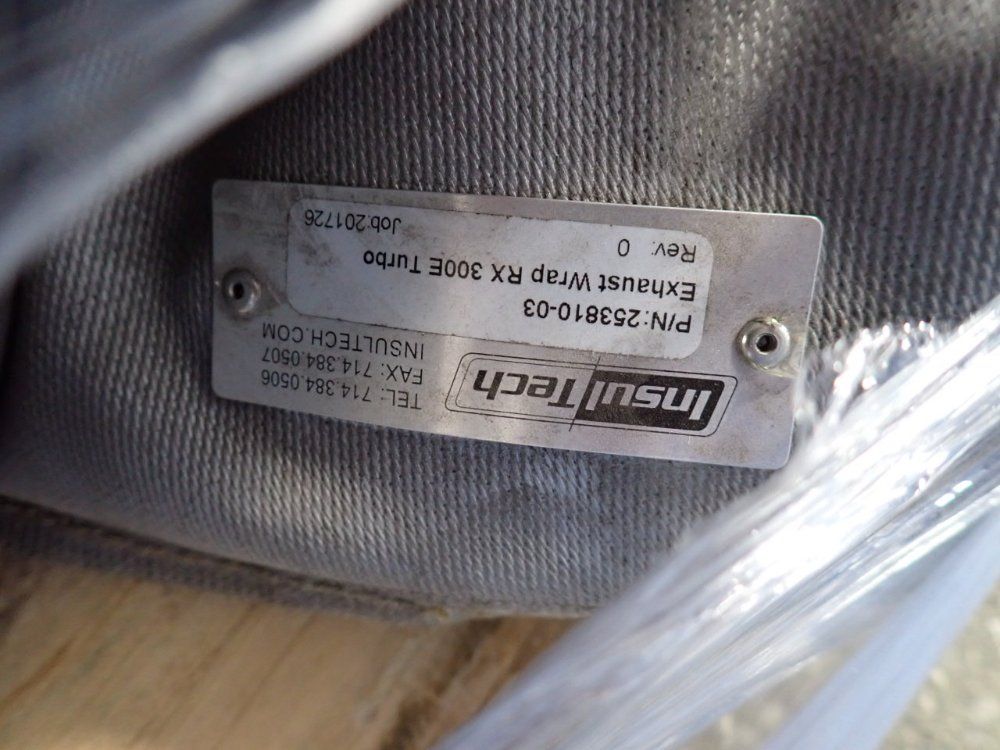 InsulTech
TEL: 714.384.0506
FAX: 714.384.0507
INSULTECH.COM
P/N:253810-03
Exhaust Wrap RX 300E Turbo
Rev: 0 Job:201726